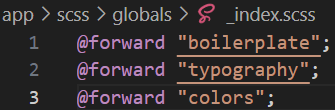 app > scss > globals > _index.scss
1 @forward "boilerplate";
2 @forward "typography";
3 @forward "colors";